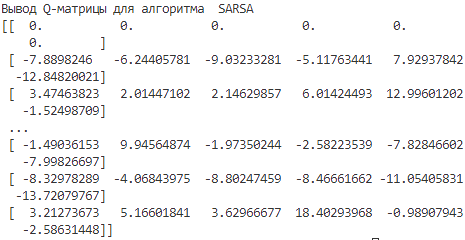 Вывод Q-матрицы для алгоритма  SARSA
[[  0.           0.           0.           0.           0.
    0.        ]
 [ -7.8898246   -6.24405781  -9.03233281  -5.11763441   7.92937842
  -12.84820021]
 [  3.47463823   2.01447102   2.14629857   6.01424493  12.99601202
   -1.52498709]
 ...
 [ -1.49036153   9.94564874  -1.97350244  -2.58223539  -7.82846602
   -7.99826697]
 [ -8.32978289  -4.06843975  -8.80247459  -8.46661662 -11.05405831
  -13.72079767]
 [  3.21273673   5.16601841   3.62966677  18.40293968  -0.98907943
   -2.58631448]]